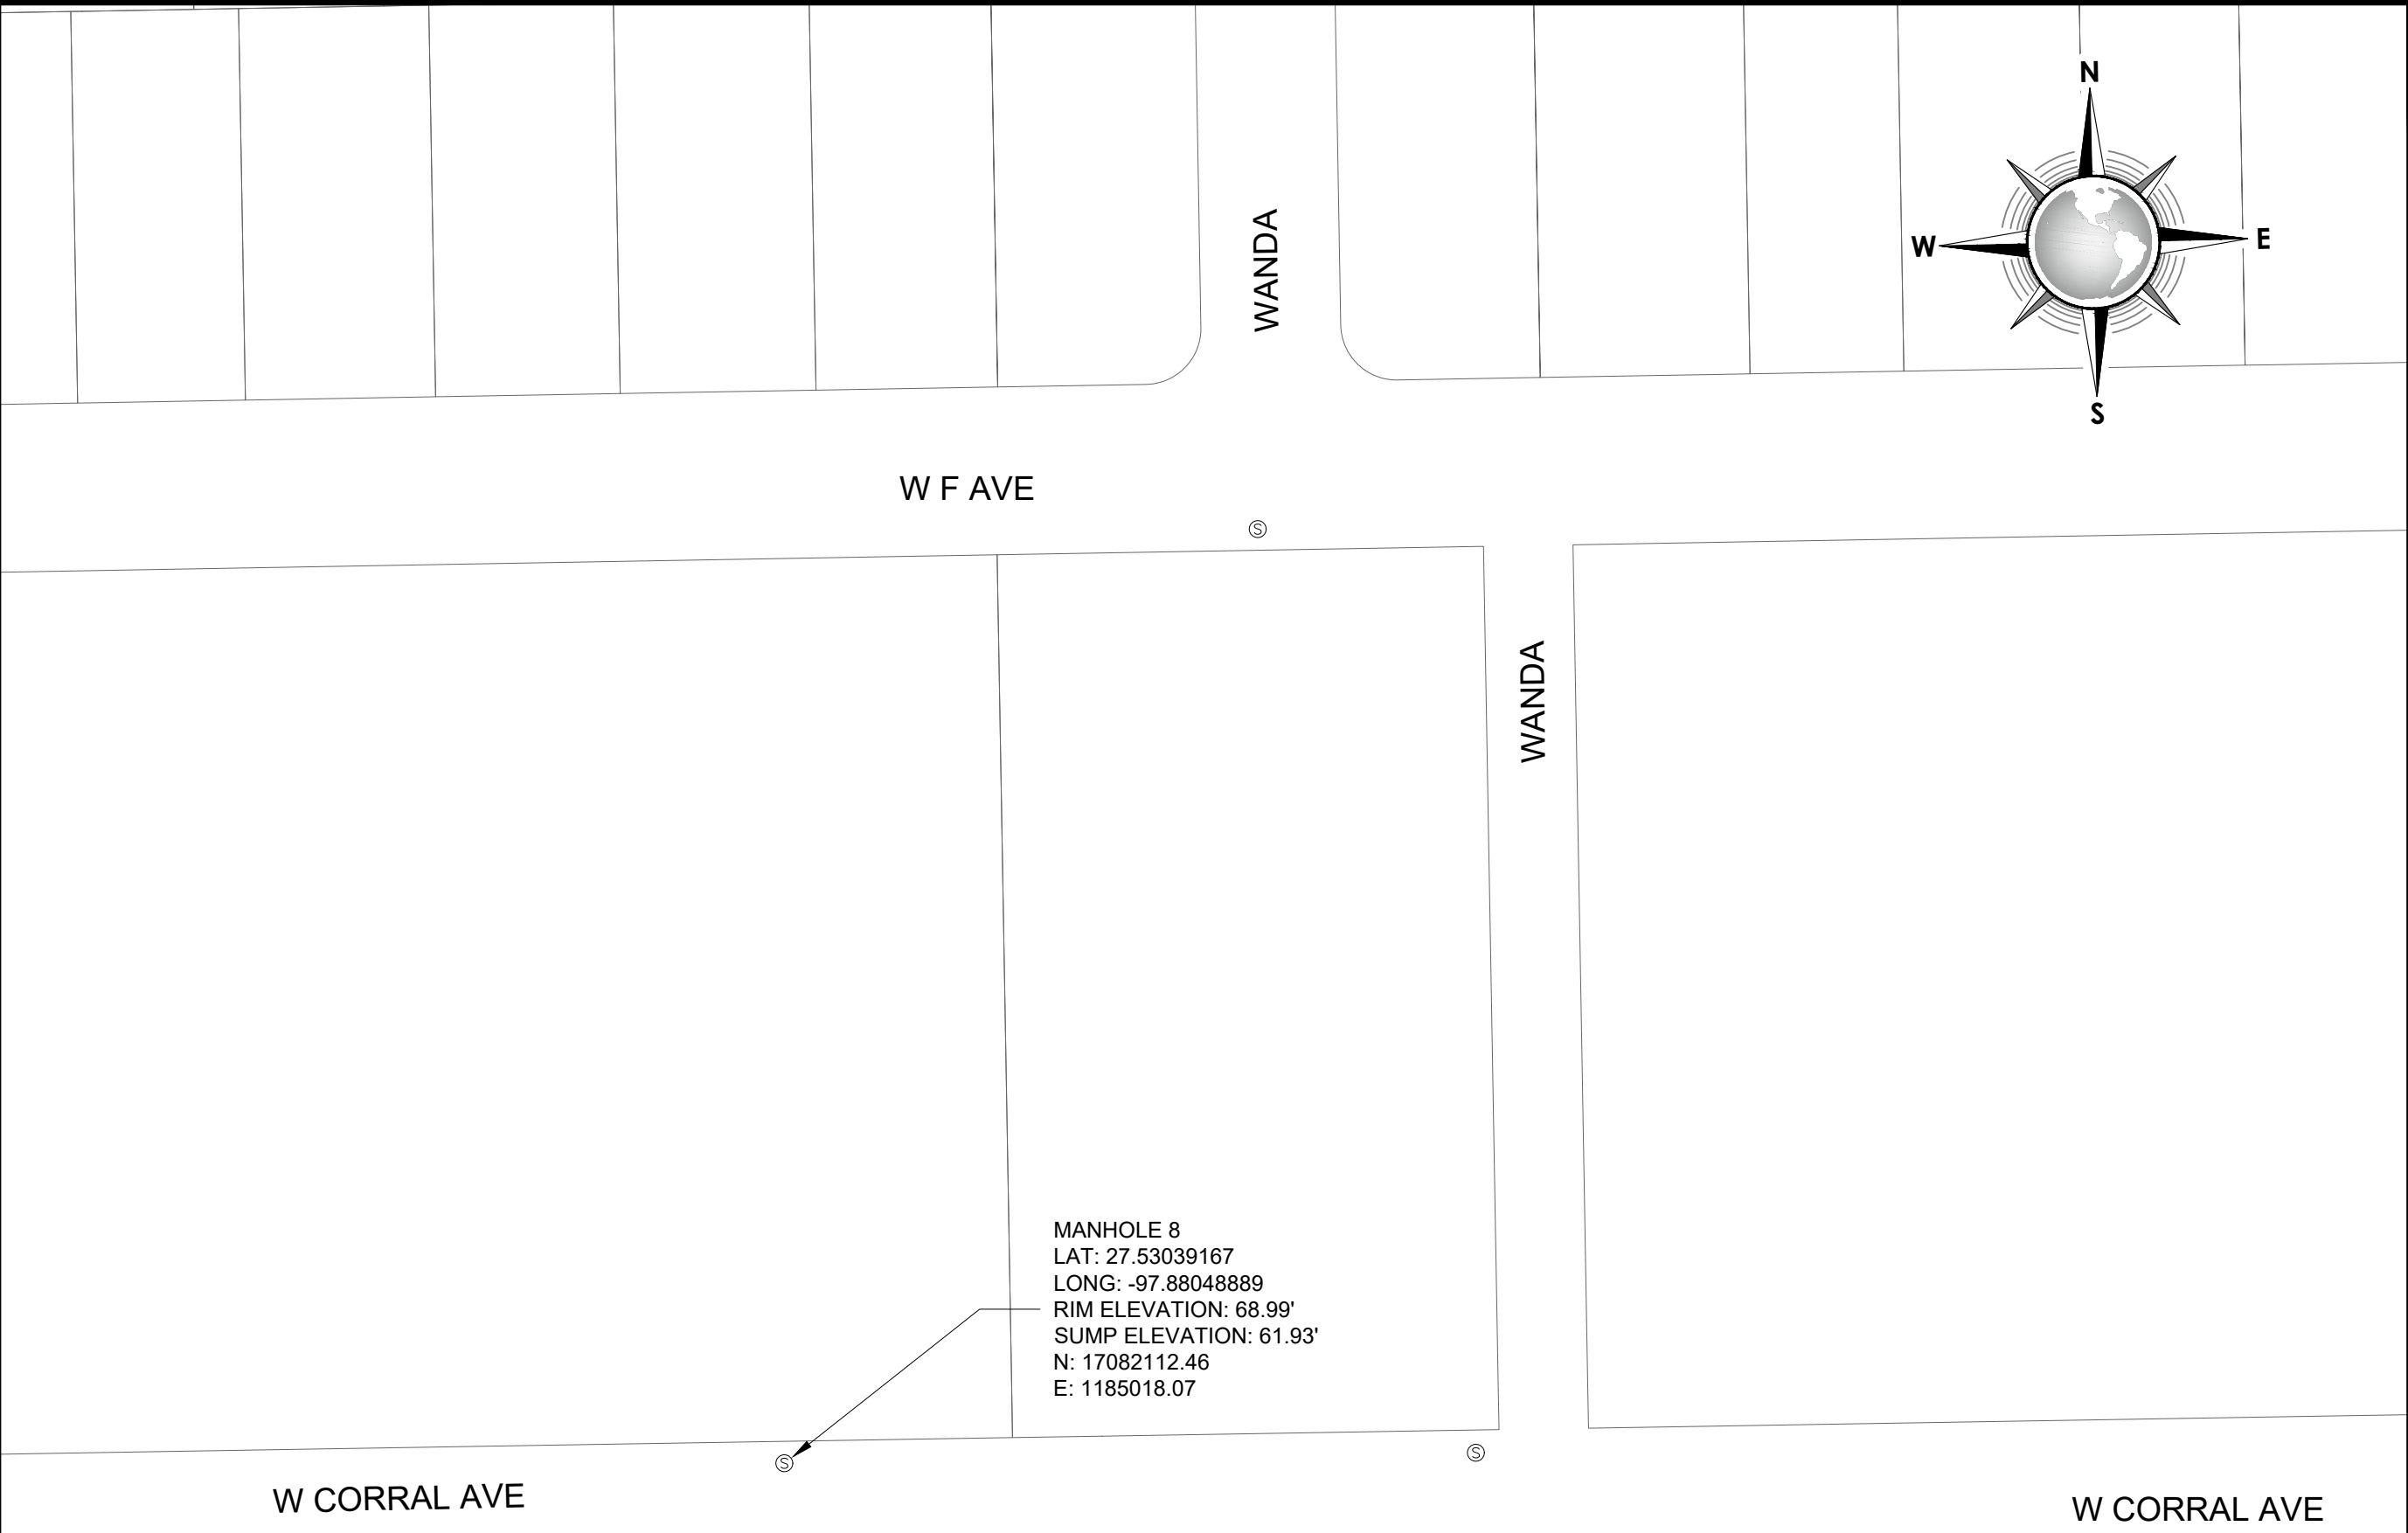 N
W
E
S
WANDA
W F AVE
Ⓢ
WANDA
MANHOLE 8
LAT: 27.53039167
LONG: -97.88048889
RIM ELEVATION: 68.99'
SUMP ELEVATION: 61.93'
N: 17082112.46
E: 1185018.07
Ⓢ
Ⓢ
W CORRAL AVE
W CORRAL AVE